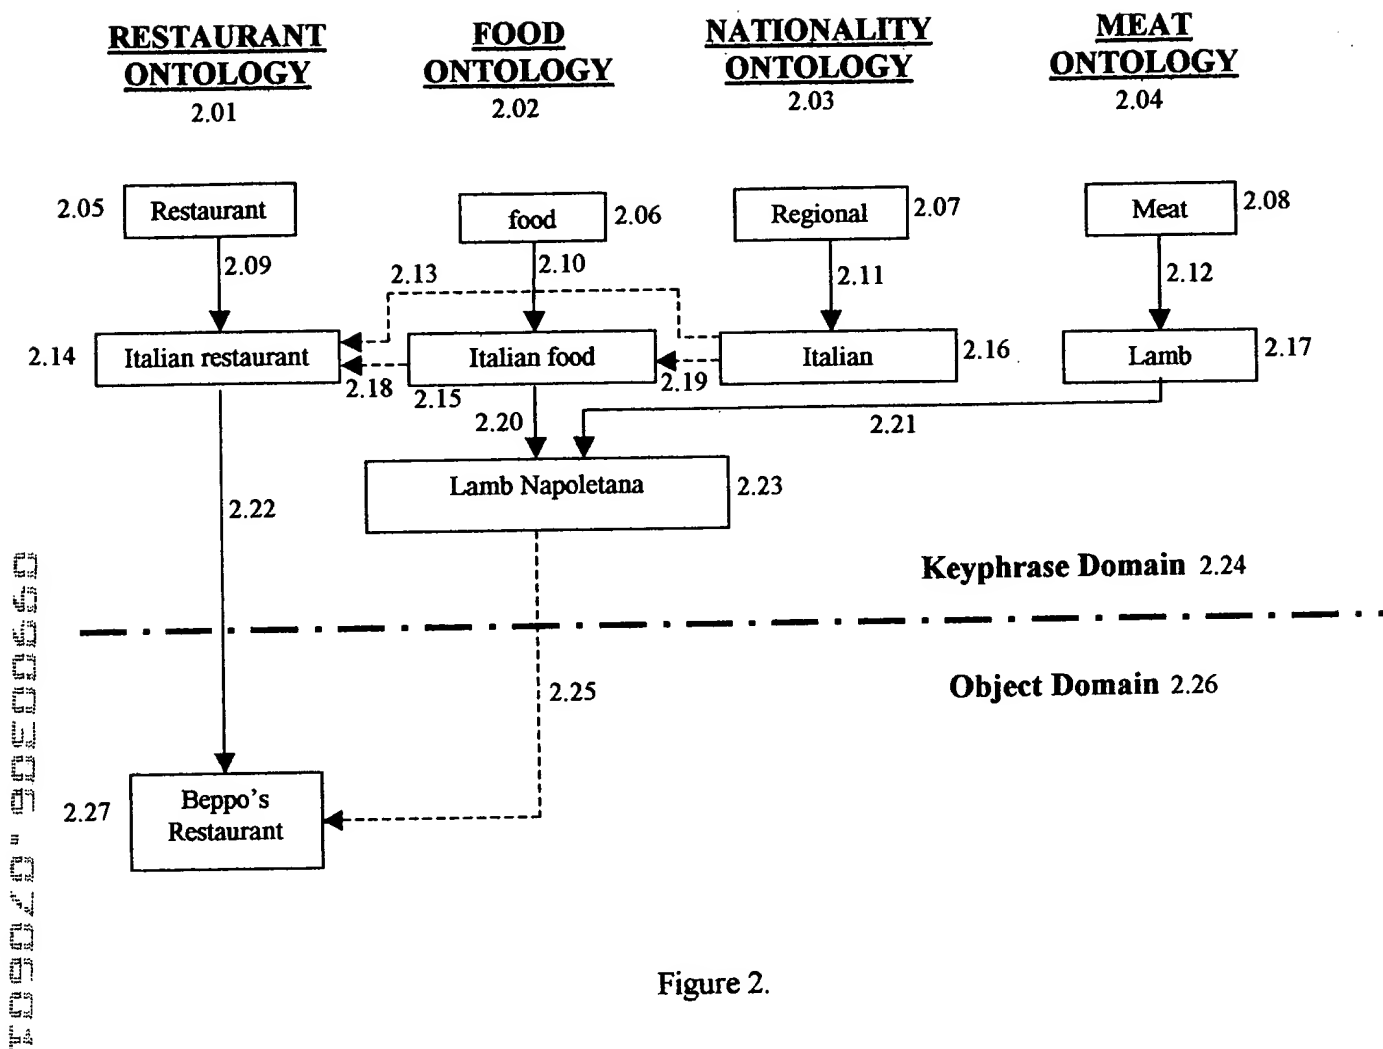 RESTAURANT
ONTOLOGY
2.01
FOOD
ONTOLOGY
2.02
NATIONALITY
ONTOLOGY
2.03
MEAT
ONTOLOGY
2.04
2.05 Restaurant
food 2.06
Regional 2.07
Meat 2.08
2.09
2.10
2.11
2.12
2.13
2.14 Italian restaurant
Italian food
2.15
Italian 2.16
Lamb 2.17
2.18
2.19
2.20
2.21
Lamb Napoletana 2.23
2.22
Keyphrase Domain 2.24
2.25
Object Domain 2.26
2.27
Beppo's
Restaurant
Figure 2.